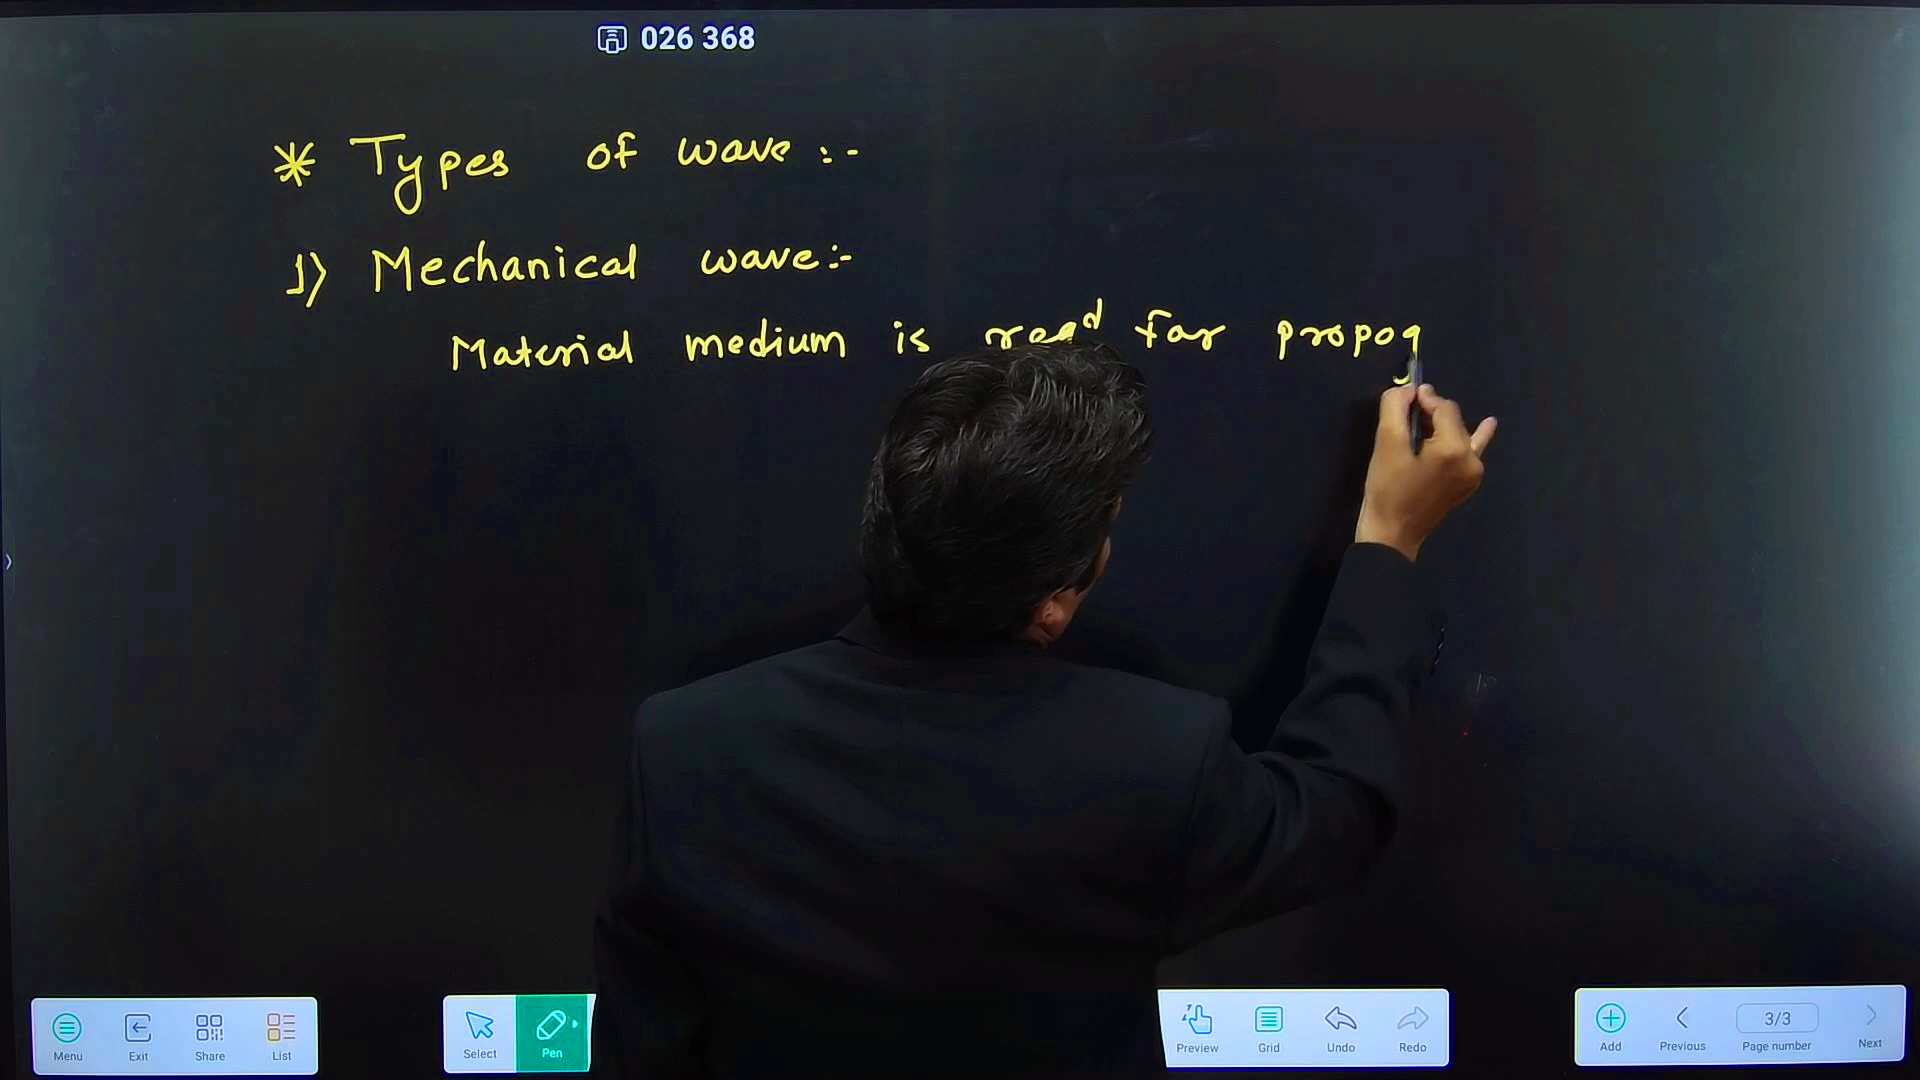 026 368
* Types of wave :-
1) Mechanical wave:-
Material medium is reqd for propog
Menu Exit Share List Select Pen Preview Grid Undo Redo Add Previous 3/3 Page number Next